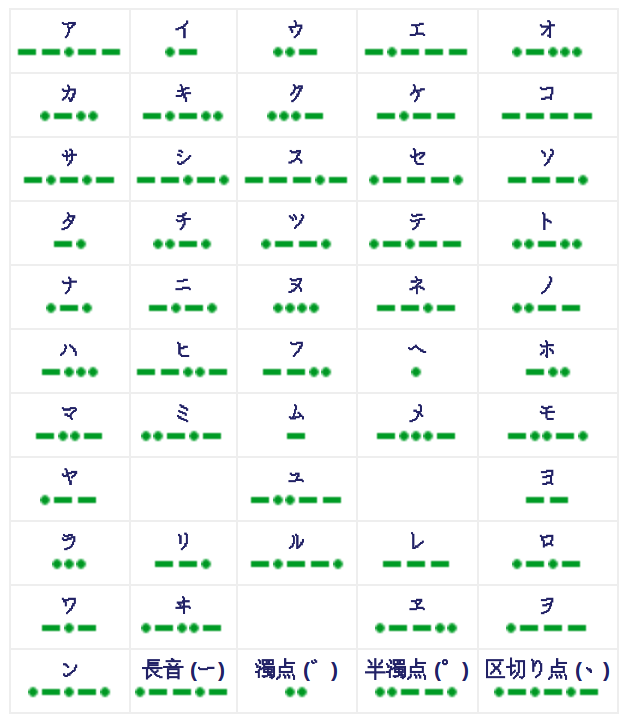 ア イ ウ エ オ
カ キ ク ケ コ
サ シ ス セ ソ
タ チ ツ テ ト
ナ ニ ヌ ネ ノ
ハ ヒ フ ヘ ホ
マ ミ ム メ モ
ヤ ユ ヨ
ラ リ ル レ ロ
ワ ヰ ヱ ヲ
ン 長音 (ー) 濁点 (゛) 半濁点 (゜) 区切り点 (、)